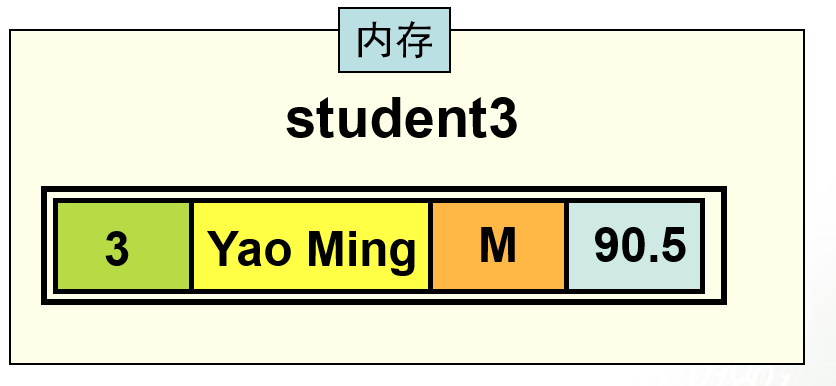 内存
student3
3 Yao Ming M 90.5